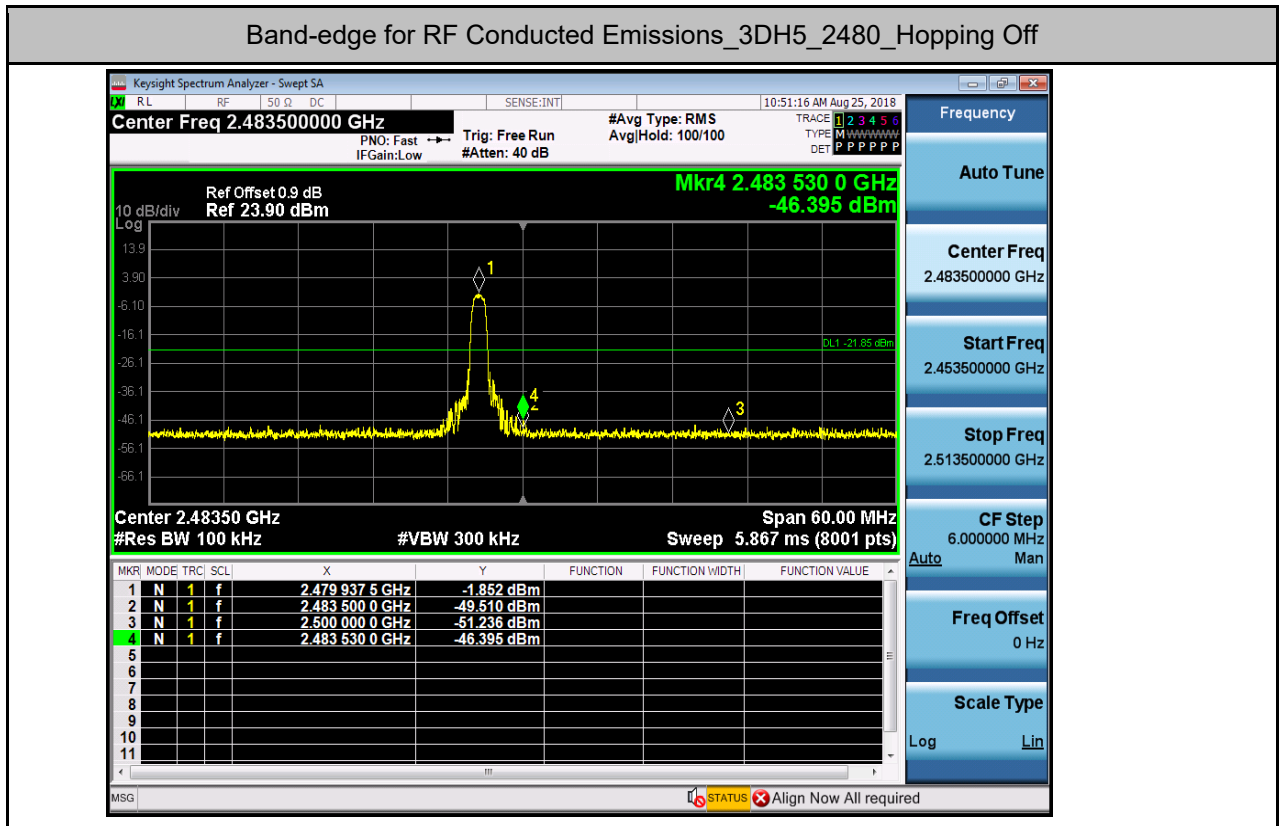 Band-edge for RF Conducted Emissions_3DH5_2480_Hopping Off
Keysight Spectrum Analyzer - Swept SA
LXI RL RF 50 Ω DC SENSE:INT 10:51:16 AM Aug 25, 2018
Center Freq 2.483500000 GHz
PNO: Fast
IFGain:Low
Trig: Free Run
#Atten: 40 dB
#Avg Type: RMS
Avg|Hold: 100/100
TRACE 1 2 3 4 5 6
TYPE M WWWWW
DET P P P P P P
Mkr4 2.483 530 0 GHz
-46.395 dBm
Ref Offset 0.9 dB
10 dB/div Ref 23.90 dBm
Log
13.9
3.90
-6.10
-16.1
-26.1
-36.1
-46.1
-56.1
-66.1
1
DL1 -21.85 dBm
4
2
3
Center 2.48350 GHz Span 60.00 MHz
#Res BW 100 kHz #VBW 300 kHz Sweep 5.867 ms (8001 pts)
MKR MODE TRC SCL X Y FUNCTION FUNCTION WIDTH FUNCTION VALUE
1 N 1 f 2.479 937 5 GHz -1.852 dBm
2 N 1 f 2.483 500 0 GHz -49.510 dBm
3 N 1 f 2.500 000 0 GHz -51.236 dBm
4 N 1 f 2.483 530 0 GHz -46.395 dBm
5
6
7
8
9
10
11
MSG STATUS Align Now All required
Frequency
Auto Tune
Center Freq
2.483500000 GHz
Start Freq
2.453500000 GHz
Stop Freq
2.513500000 GHz
CF Step
6.000000 MHz
Auto Man
Freq Offset
0 Hz
Scale Type
Log Lin